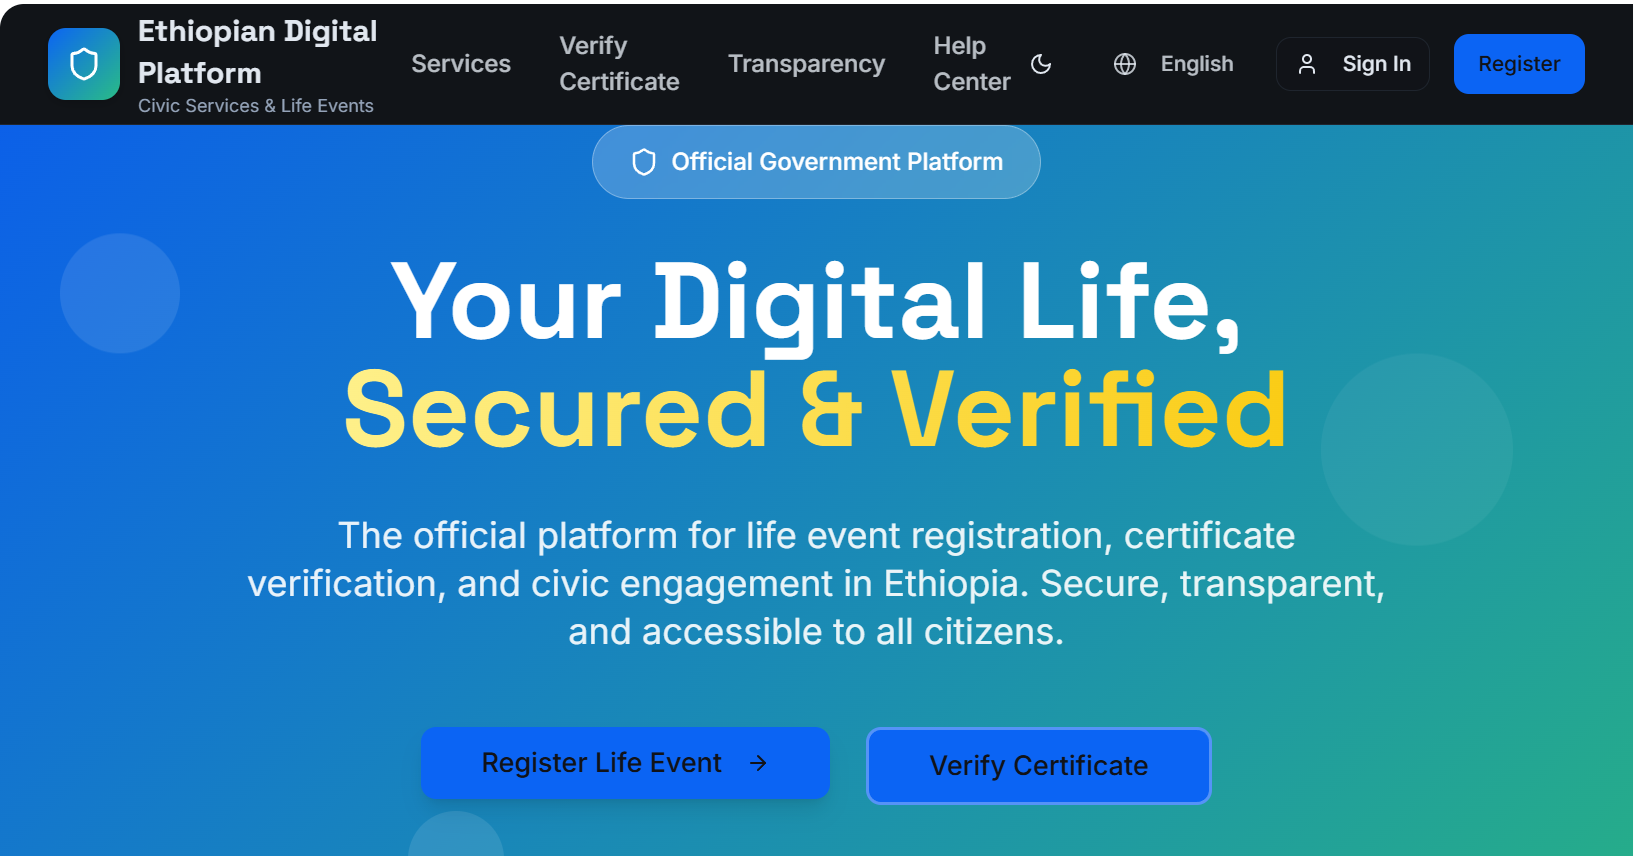 Ethiopian Digital
Platform
Civic Services & Life Events
Services
Verify
Certificate
Transparency
Help
Center
English
Sign In
Register
Official Government Platform
Your Digital Life,
Secured & Verified
The official platform for life event registration, certificate
verification, and civic engagement in Ethiopia. Secure, transparent,
and accessible to all citizens.
Register Life Event →
Verify Certificate